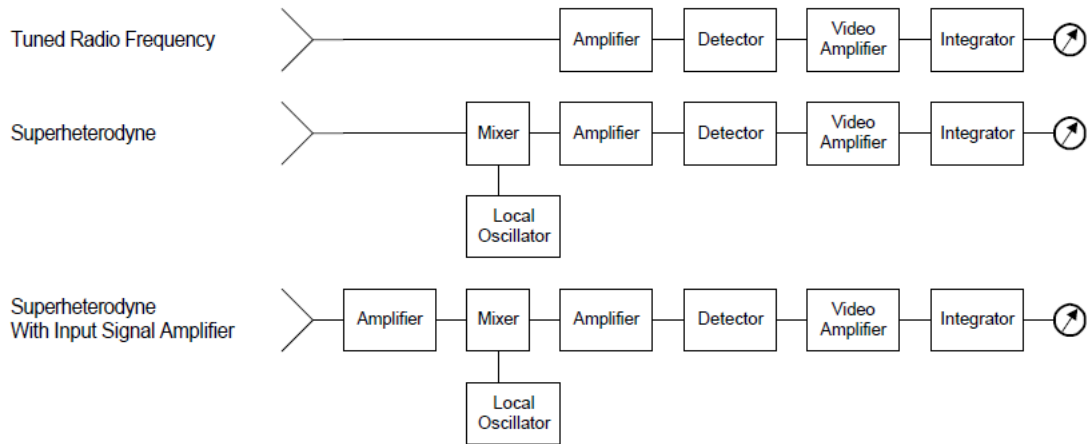 Tuned Radio Frequency
Amplifier
Detector
Video
Amplifier
Integrator
Superheterodyne
Mixer
Amplifier
Detector
Video
Amplifier
Integrator
Local
Oscillator
Superheterodyne
With Input Signal Amplifier
Amplifier
Mixer
Amplifier
Detector
Video
Amplifier
Integrator
Local
Oscillator